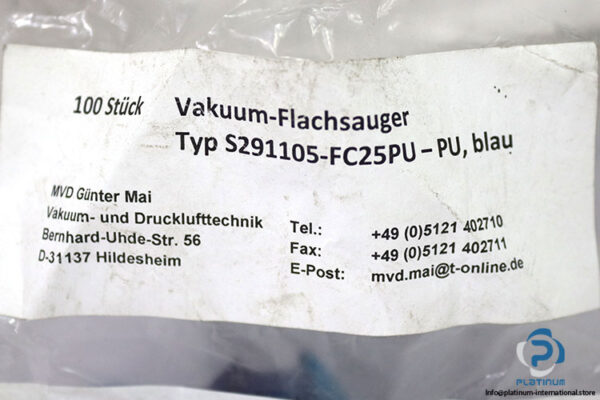 100 Stück Vakuum-Flachsauger
Typ S291105-FC25PU – PU, blau
MVD Günter Mai
Vakuum- und Drucklufttechnik
Bernhard-Uhde-Str. 56
D-31137 Hildesheim
Tel.: +49 (0)5121 402710
Fax: +49 (0)5121 402711
E-Post: mvd.mai@t-online.de
PLATINUM
Info@platinum-international.store